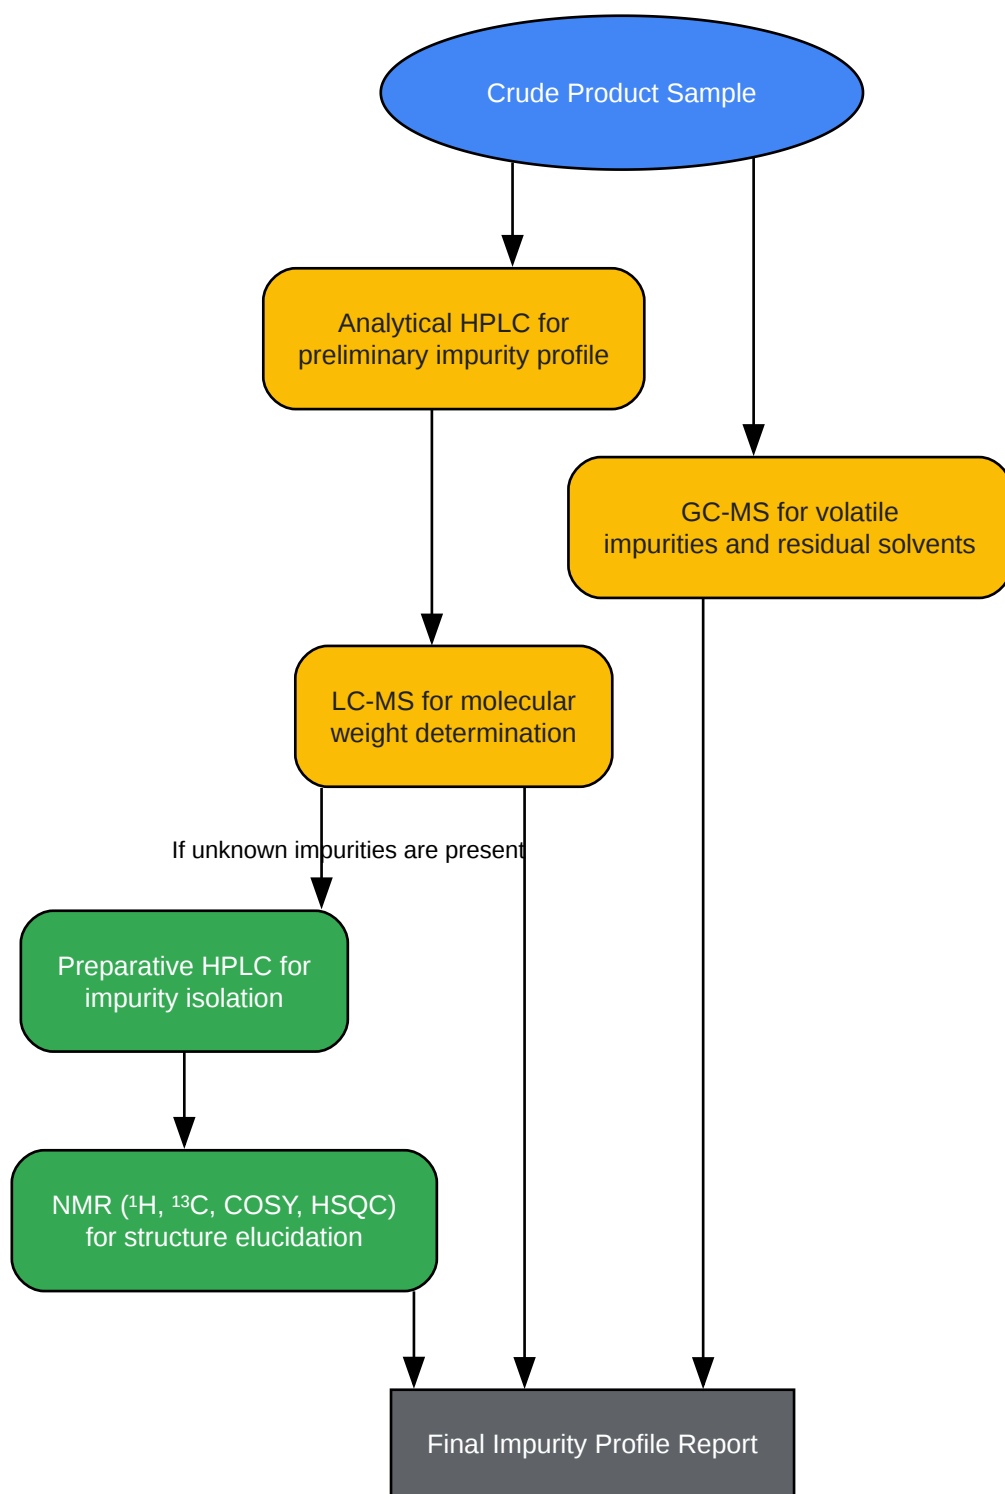 Crude Product Sample
Analytical HPLC for
preliminary impurity profile
GC-MS for volatile
impurities and residual solvents
LC-MS for molecular
weight determination
If unknown impurities are present
Preparative HPLC for
impurity isolation
NMR (¹H, ¹³C, COSY, HSQC)
for structure elucidation
Final Impurity Profile Report